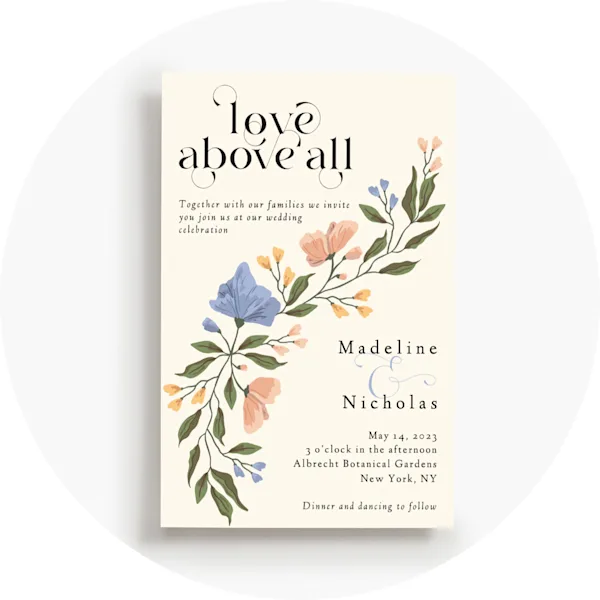 love
above all
Together with our families we invite
you join us at our wedding
celebration
Madeline
&
Nicholas
May 14, 2023
3 o'clock in the afternoon
Albrecht Botanical Gardens
New York, NY
Dinner and dancing to follow